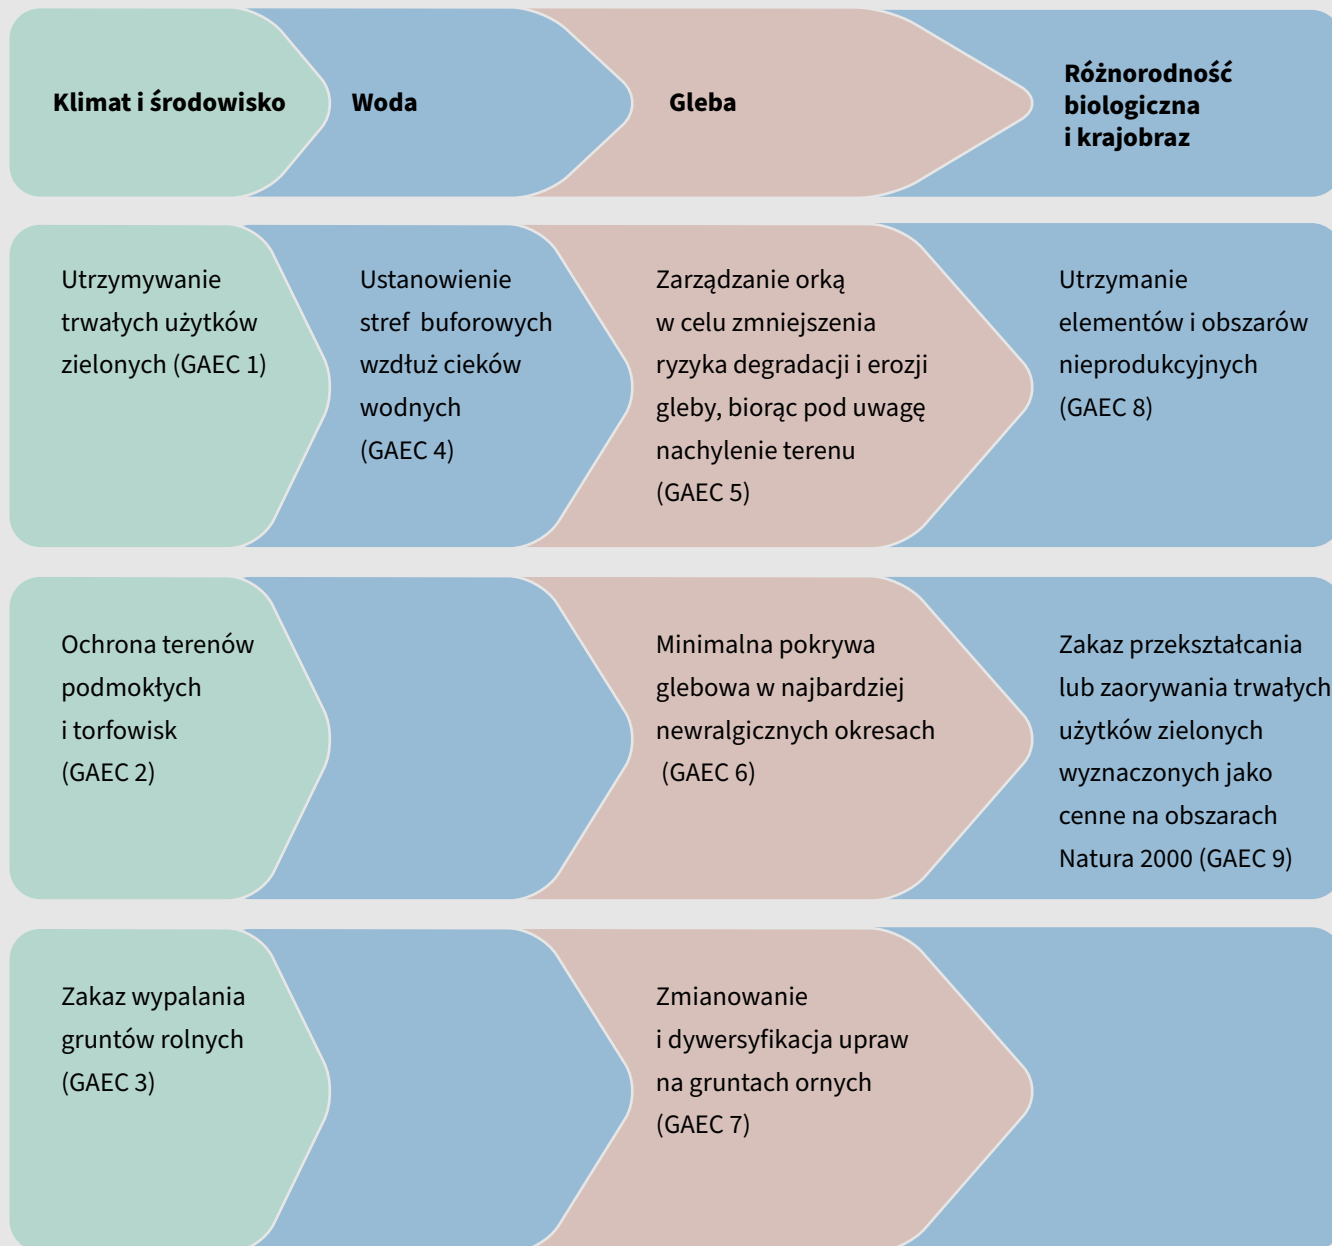 Klimat i środowisko
Woda
Gleba
Różnorodność
biologiczna
i krajobraz
Utrzymywanie
trwałych użytków
zielonych (GAEC 1)
Ustanowienie
stref buforowych
wzdłuż cieków
wodnych
(GAEC 4)
Zarządzanie orką
w celu zmniejszenia
ryzyka degradacji i erozji
gleby, biorąc pod uwagę
nachylenie terenu
(GAEC 5)
Utrzymanie
elementów i obszarów
nieprodukcyjnych
(GAEC 8)
Ochrona terenów
podmokłych
i torfowisk
(GAEC 2)
Minimalna pokrywa
glebowa w najbardziej
newralgicznych okresach
(GAEC 6)
Zakaz przekształcania
lub zaorywania trwałych
użytków zielonych
wyznaczonych jako
cenne na obszarach
Natura 2000 (GAEC 9)
Zakaz wypalania
gruntów rolnych
(GAEC 3)
Zmianowanie
i dywersyfikacja upraw
na gruntach ornych
(GAEC 7)